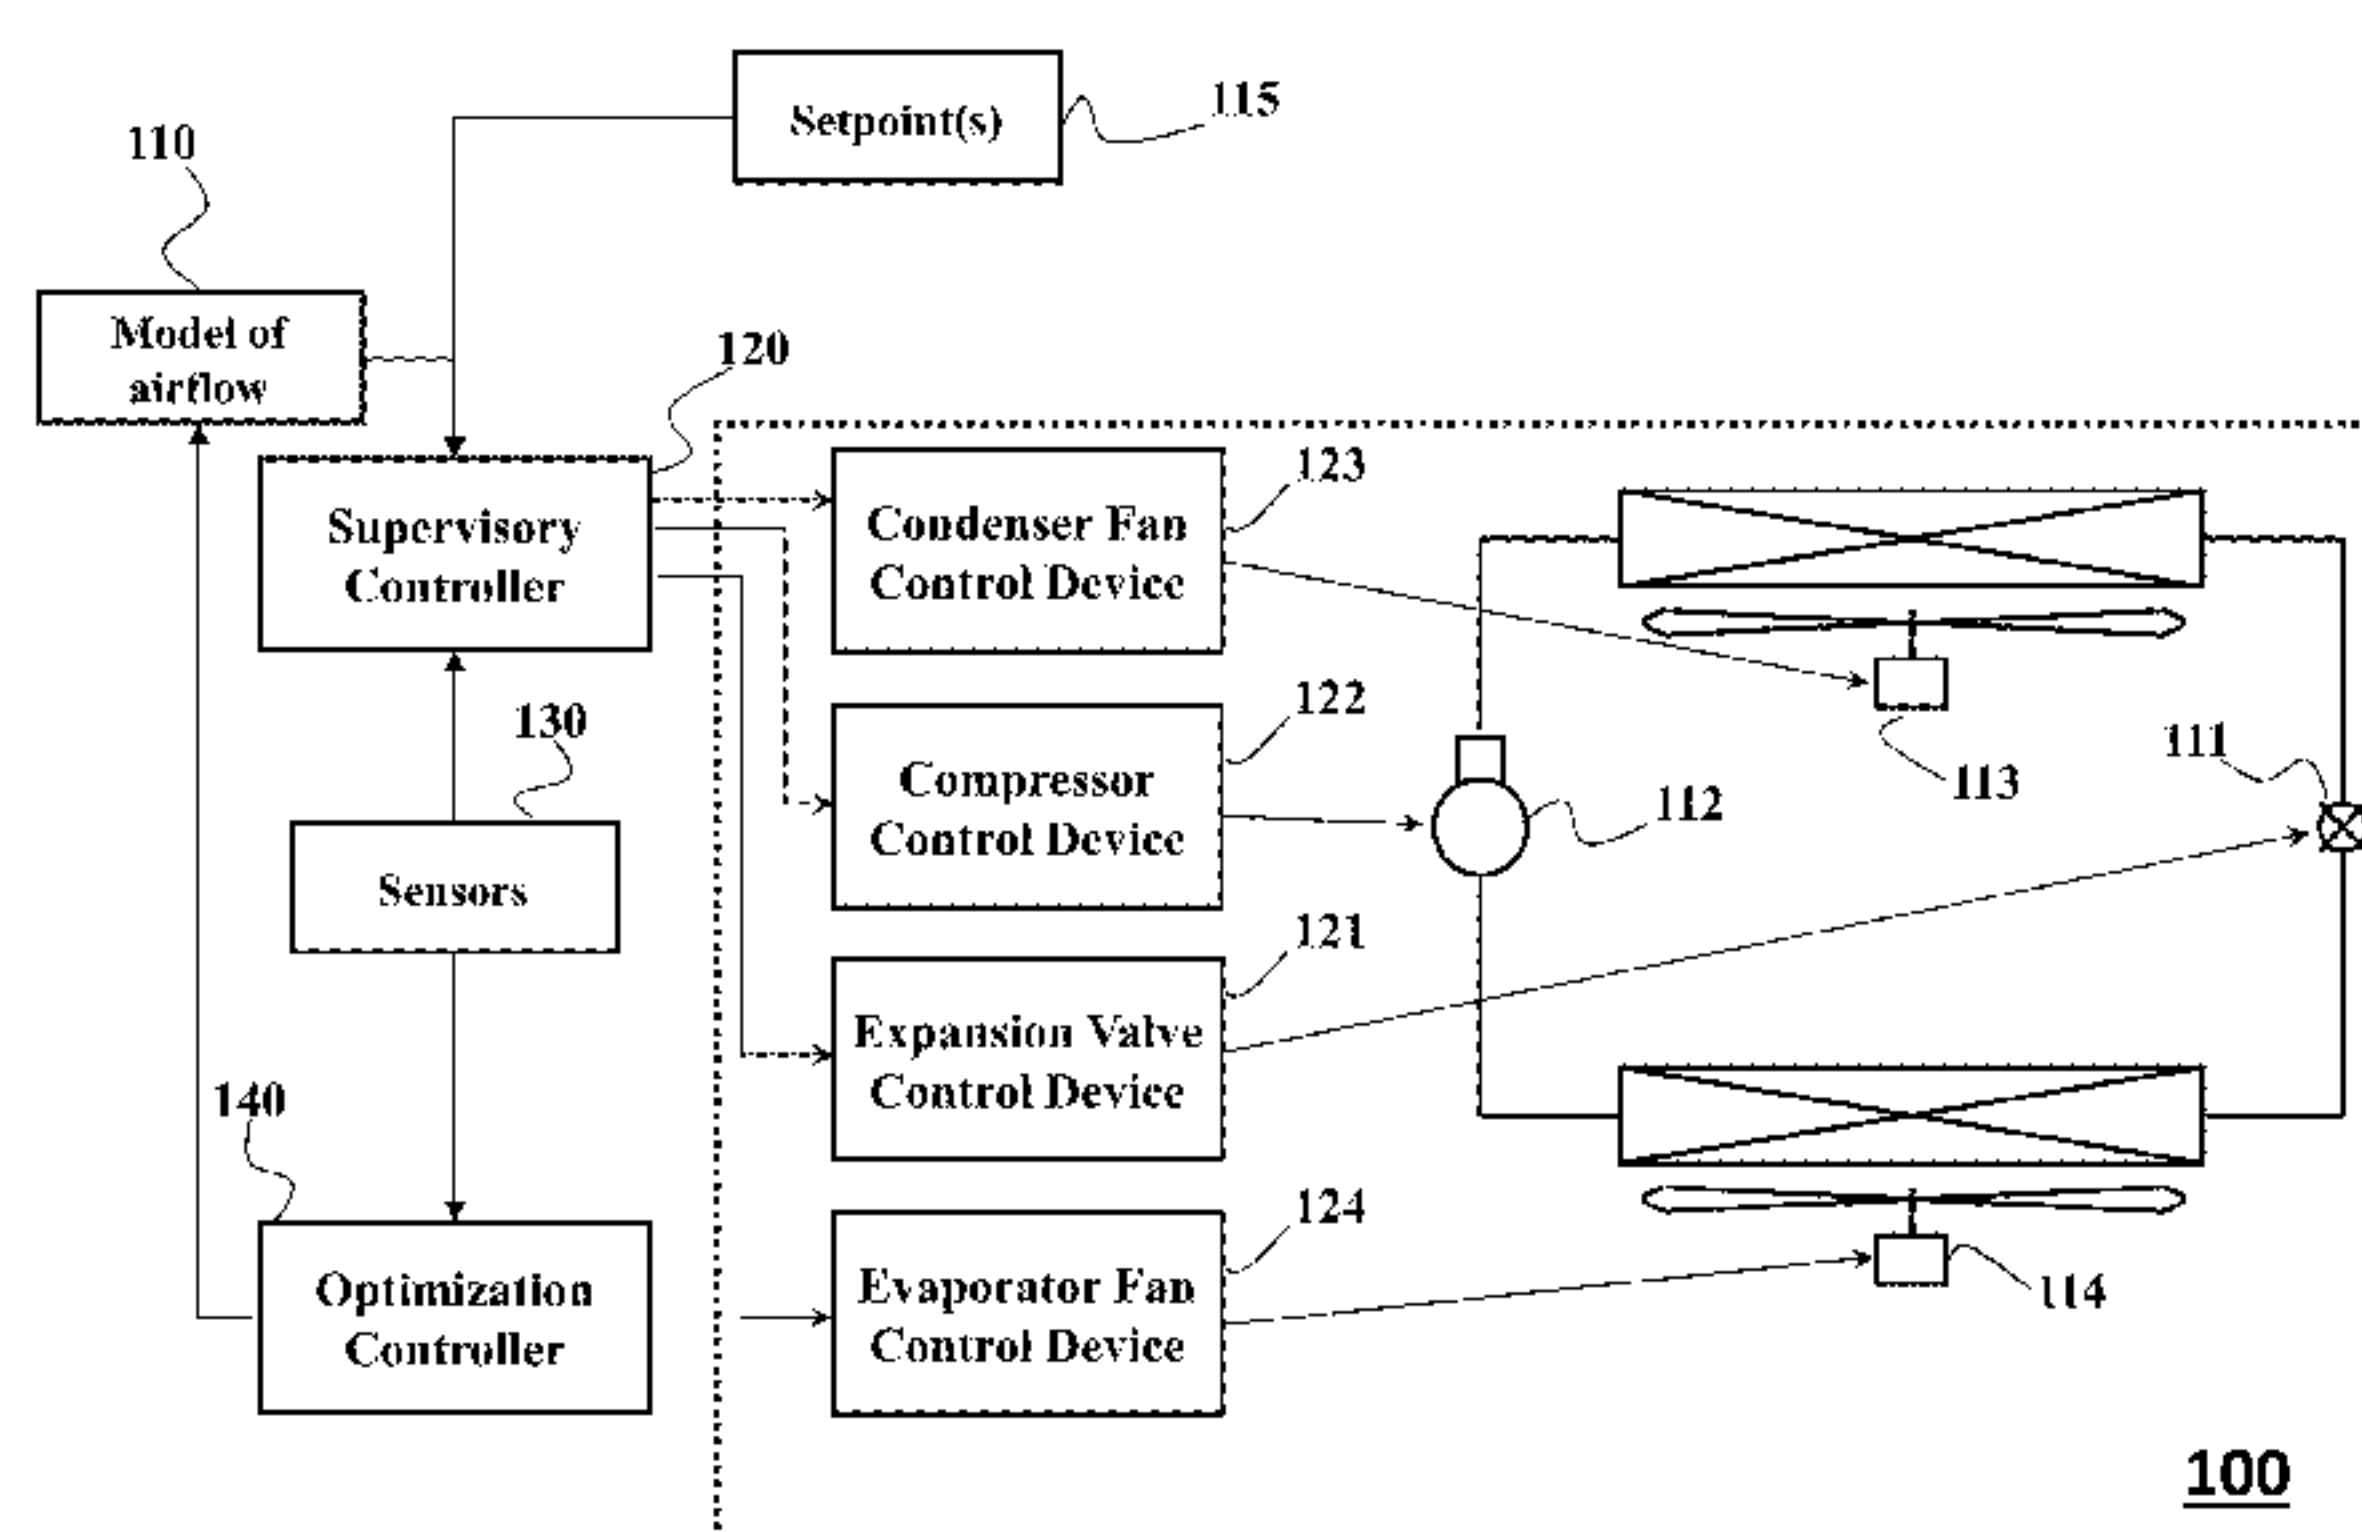 Setpoint(s)
115
110
Model of
airflow
120
Supervisory
Controller
123
Condenser Fan
Control Device
130
122
113
111
Compressor
Control Device
112
Sensors
121
Expansion Valve
Control Device
140
124
Optimization
Controller
Evaporator Fan
Control Device
114
100